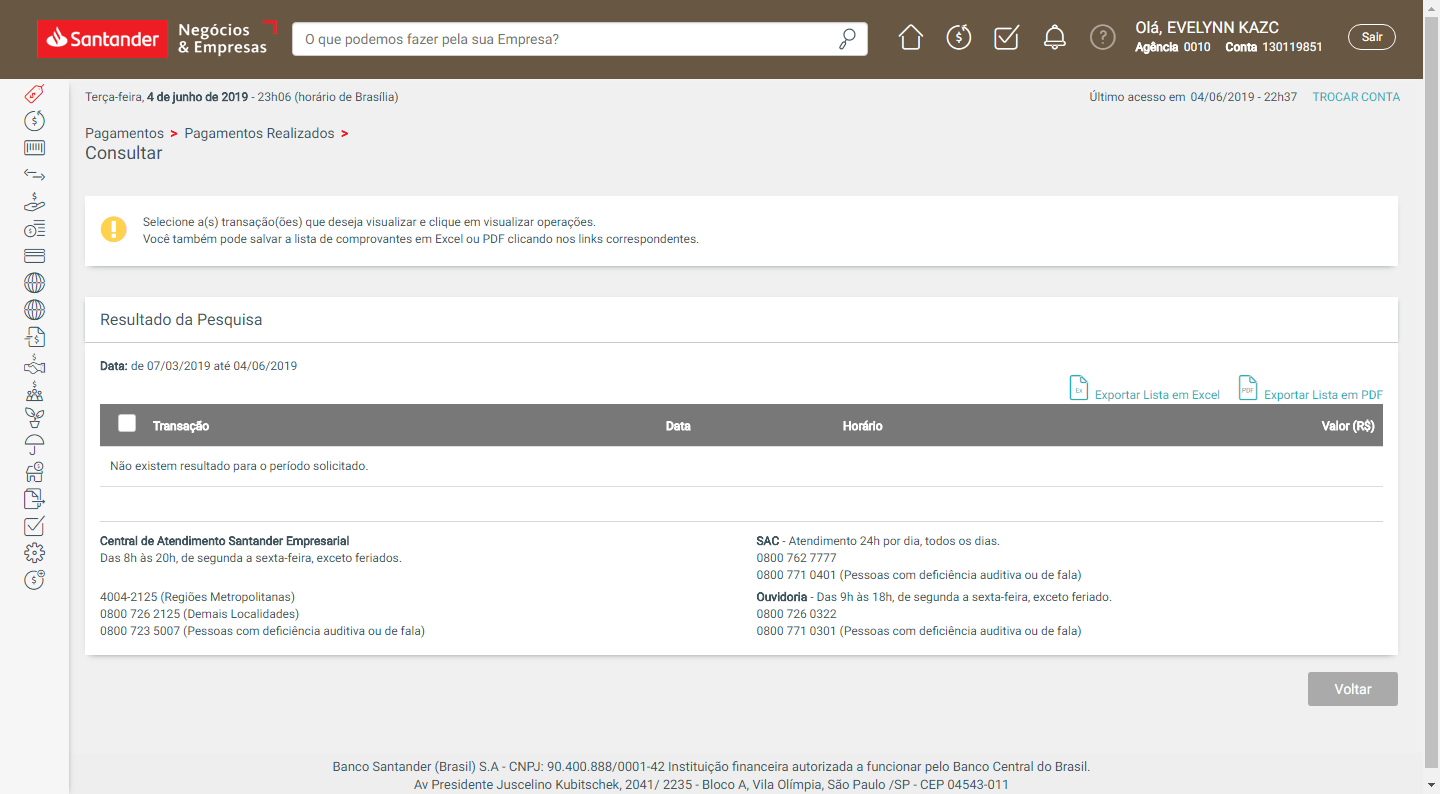 Santander Negócios & Empresas
O que podemos fazer pela sua Empresa?
?
Olá, EVELYNN KAZC
Agência 0010 Conta 130119851
Sair
Terça-feira, 4 de junho de 2019 - 23h06 (horário de Brasília)
Último acesso em 04/06/2019 - 22h37 TROCAR CONTA
Pagamentos > Pagamentos Realizados >
Consultar
Selecione a(s) transação(ões) que deseja visualizar e clique em visualizar operações.
Você também pode salvar a lista de comprovantes em Excel ou PDF clicando nos links correspondentes.
Resultado da Pesquisa
Data: de 07/03/2019 até 04/06/2019
Ex Exportar Lista em Excel PDF Exportar Lista em PDF
Transação Data Horário Valor (R$)
Não existem resultado para o período solicitado.
Central de Atendimento Santander Empresarial
Das 8h às 20h, de segunda a sexta-feira, exceto feriados.
4004-2125 (Regiões Metropolitanas)
0800 726 2125 (Demais Localidades)
0800 723 5007 (Pessoas com deficiência auditiva ou de fala)
SAC - Atendimento 24h por dia, todos os dias.
0800 762 7777
0800 771 0401 (Pessoas com deficiência auditiva ou de fala)
Ouvidoria - Das 9h às 18h, de segunda a sexta-feira, exceto feriado.
0800 726 0322
0800 771 0301 (Pessoas com deficiência auditiva ou de fala)
Voltar
Banco Santander (Brasil) S.A - CNPJ: 90.400.888/0001-42 Instituição financeira autorizada a funcionar pelo Banco Central do Brasil.
Av Presidente Juscelino Kubitschek, 2041/ 2235 - Bloco A, Vila Olímpia, São Paulo /SP - CEP 04543-011